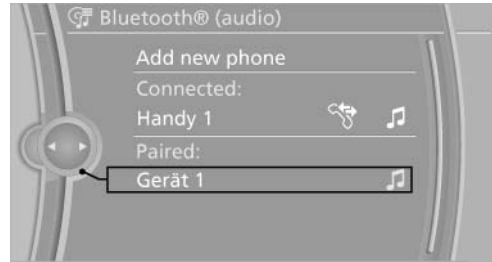 Bluetooth® (audio)
Add new phone
Connected:
Handy 1
Paired:
Gerät 1